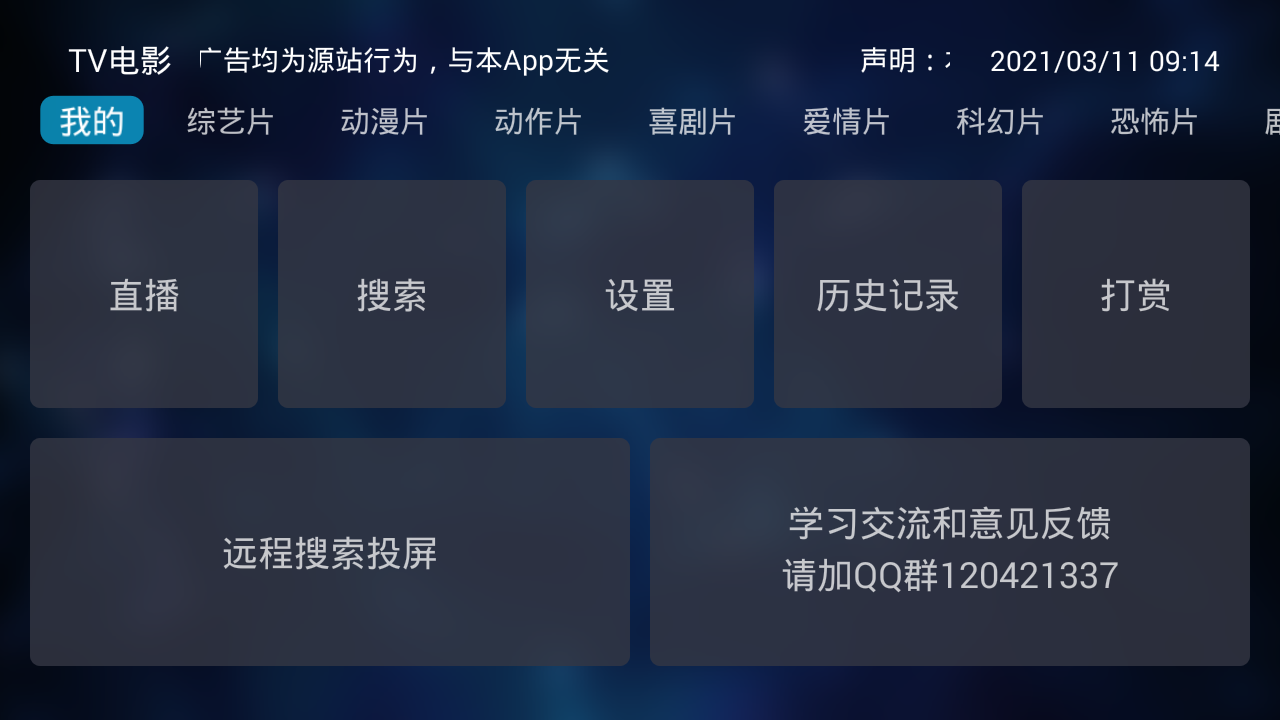 TV电影 广告均为源站行为，与本App无关 声明： 2021/03/11 09:14
我的 综艺片 动漫片 动作片 喜剧片 爱情片 科幻片 恐怖片
直播 搜索 设置 历史记录 打赏
远程搜索投屏
学习交流和意见反馈
请加QQ群120421337